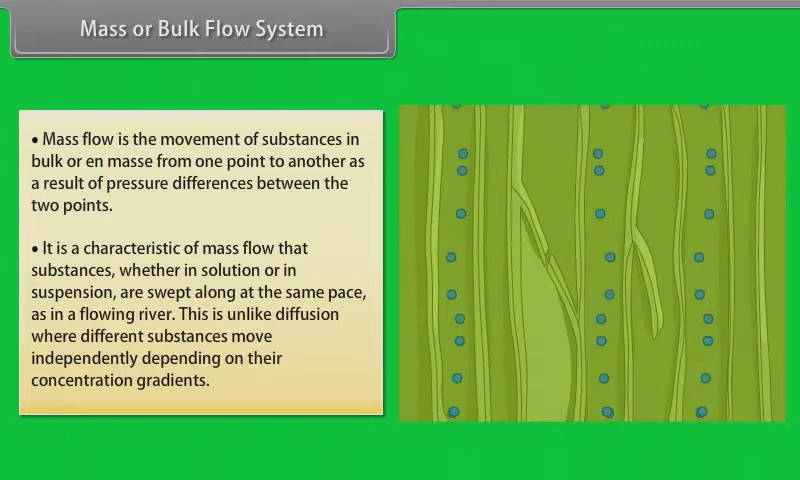 Mass or Bulk Flow System
• Mass flow is the movement of substances in
bulk or en masse from one point to another as
a result of pressure differences between the
two points.
• It is a characteristic of mass flow that
substances, whether in solution or in
suspension, are swept along at the same pace,
as in a flowing river. This is unlike diffusion
where different substances move
independently depending on their
concentration gradients.